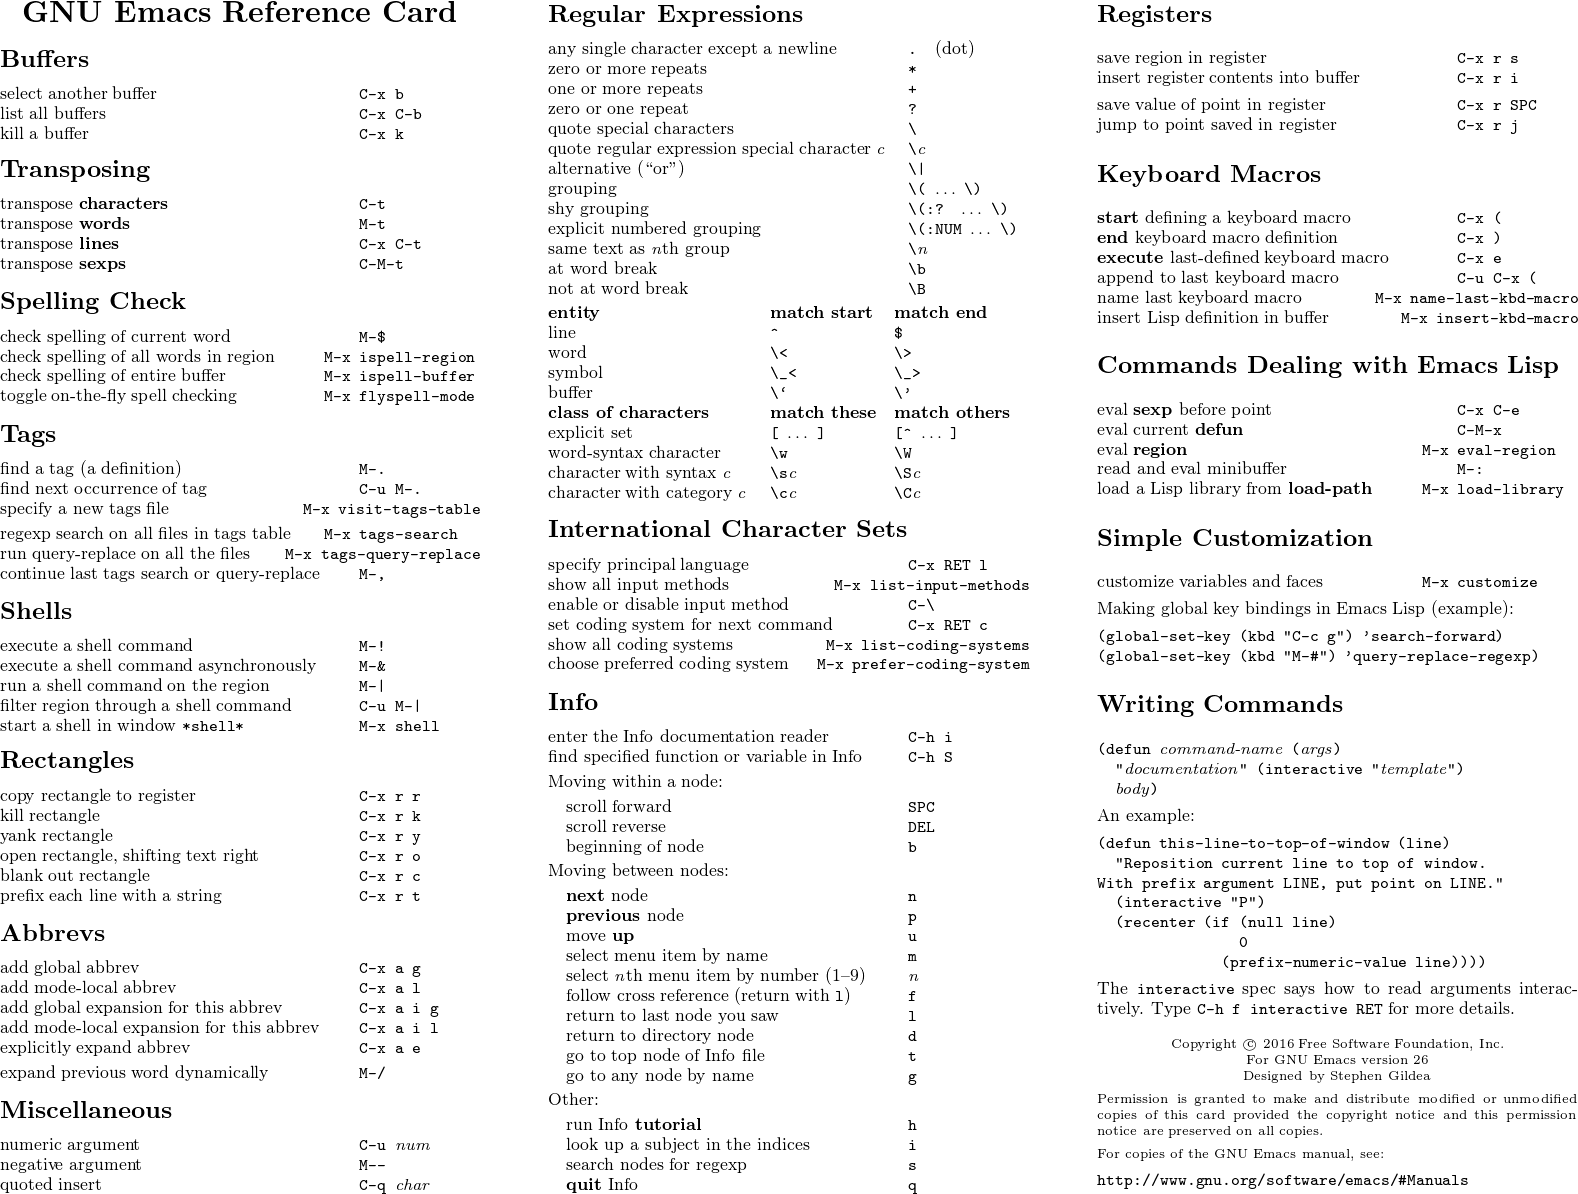 GNU Emacs Reference Card
Buffers
select another buffer C-x b
list all buffers C-x C-b
kill a buffer C-x k
Transposing
transpose characters C-t
transpose words M-t
transpose lines C-x C-t
transpose sexps C-M-t
Spelling Check
check spelling of current word M-$
check spelling of all words in region M-x ispell-region
check spelling of entire buffer M-x ispell-buffer
toggle on-the-fly spell checking M-x flyspell-mode
Tags
find a tag (a definition) M-.
find next occurrence of tag C-u M-.
specify a new tags file M-x visit-tags-table
regexp search on all files in tags table M-x tags-search
run query-replace on all the files M-x tags-query-replace
continue last tags search or query-replace M-,
Shells
execute a shell command M-!
execute a shell command asynchronously M-&
run a shell command on the region M-|
filter region through a shell command C-u M-|
start a shell in window *shell* M-x shell
Rectangles
copy rectangle to register C-x r r
kill rectangle C-x r k
yank rectangle C-x r y
open rectangle, shifting text right C-x r o
blank out rectangle C-x r c
prefix each line with a string C-x r t
Abbrevs
add global abbrev C-x a g
add mode-local abbrev C-x a l
add global expansion for this abbrev C-x a i g
add mode-local expansion for this abbrev C-x a i l
explicitly expand abbrev C-x a e
expand previous word dynamically M-/
Miscellaneous
numeric argument C-u num
negative argument M--
quoted insert C-q char
Regular Expressions
any single character except a newline . (dot)
zero or more repeats *
one or more repeats +
zero or one repeat ?
quote special characters \
quote regular expression special character c \c
alternative (“or”) \|
grouping \( ... \)
shy grouping \(:? ... \)
explicit numbered grouping \(:NUM ... \)
same text as nth group \n
at word break \b
not at word break \B
entity match start match end
line ^ $
word \< \>
symbol \_< \_>
buffer \‘ \’
class of characters match these match others
explicit set [ ... ] [^ ... ]
word-syntax character \w \W
character with syntax c \sc \Sc
character with category c \cc \Cc
International Character Sets
specify principal language C-x RET l
show all input methods M-x list-input-methods
enable or disable input method C-\
set coding system for next command C-x RET c
show all coding systems M-x list-coding-systems
choose preferred coding system M-x prefer-coding-system
Info
enter the Info documentation reader C-h i
find specified function or variable in Info C-h S
Moving within a node:
scroll forward SPC
scroll reverse DEL
beginning of node b
Moving between nodes:
next node n
previous node p
move up u
select menu item by name m
select nth menu item by number (1–9) n
follow cross reference (return with l) f
return to last node you saw l
return to directory node d
go to top node of Info file t
go to any node by name g
Other:
run Info tutorial h
look up a subject in the indices i
search nodes for regexp s
quit Info q
Registers
save region in register C-x r s
insert register contents into buffer C-x r i
save value of point in register C-x r SPC
jump to point saved in register C-x r j
Keyboard Macros
start defining a keyboard macro C-x (
end keyboard macro definition C-x )
execute last-defined keyboard macro C-x e
append to last keyboard macro C-u C-x (
name last keyboard macro M-x name-last-kbd-macro
insert Lisp definition in buffer M-x insert-kbd-macro
Commands Dealing with Emacs Lisp
eval sexp before point C-x C-e
eval current defun C-M-x
eval region M-x eval-region
read and eval minibuffer M-:
load a Lisp library from load-path M-x load-library
Simple Customization
customize variables and faces M-x customize
Making global key bindings in Emacs Lisp (example):
(global-set-key (kbd "C-c g") ’search-forward)
(global-set-key (kbd "M-#") ’query-replace-regexp)
Writing Commands
(defun command-name (args)
"documentation" (interactive "template")
body)
An example:
(defun this-line-to-top-of-window (line)
"Reposition current line to top of window.
With prefix argument LINE, put point on LINE."
(interactive "P")
(recenter (if (null line)
0
(prefix-numeric-value line))))
The interactive spec says how to read arguments interac-
tively. Type C-h f interactive RET for more details.
Copyright © 2016 Free Software Foundation, Inc.
For GNU Emacs version 26
Designed by Stephen Gildea
Permission is granted to make and distribute modified or unmodified
copies of this card provided the copyright notice and this permission
notice are preserved on all copies.
For copies of the GNU Emacs manual, see:
http://www.gnu.org/software/emacs/#Manuals